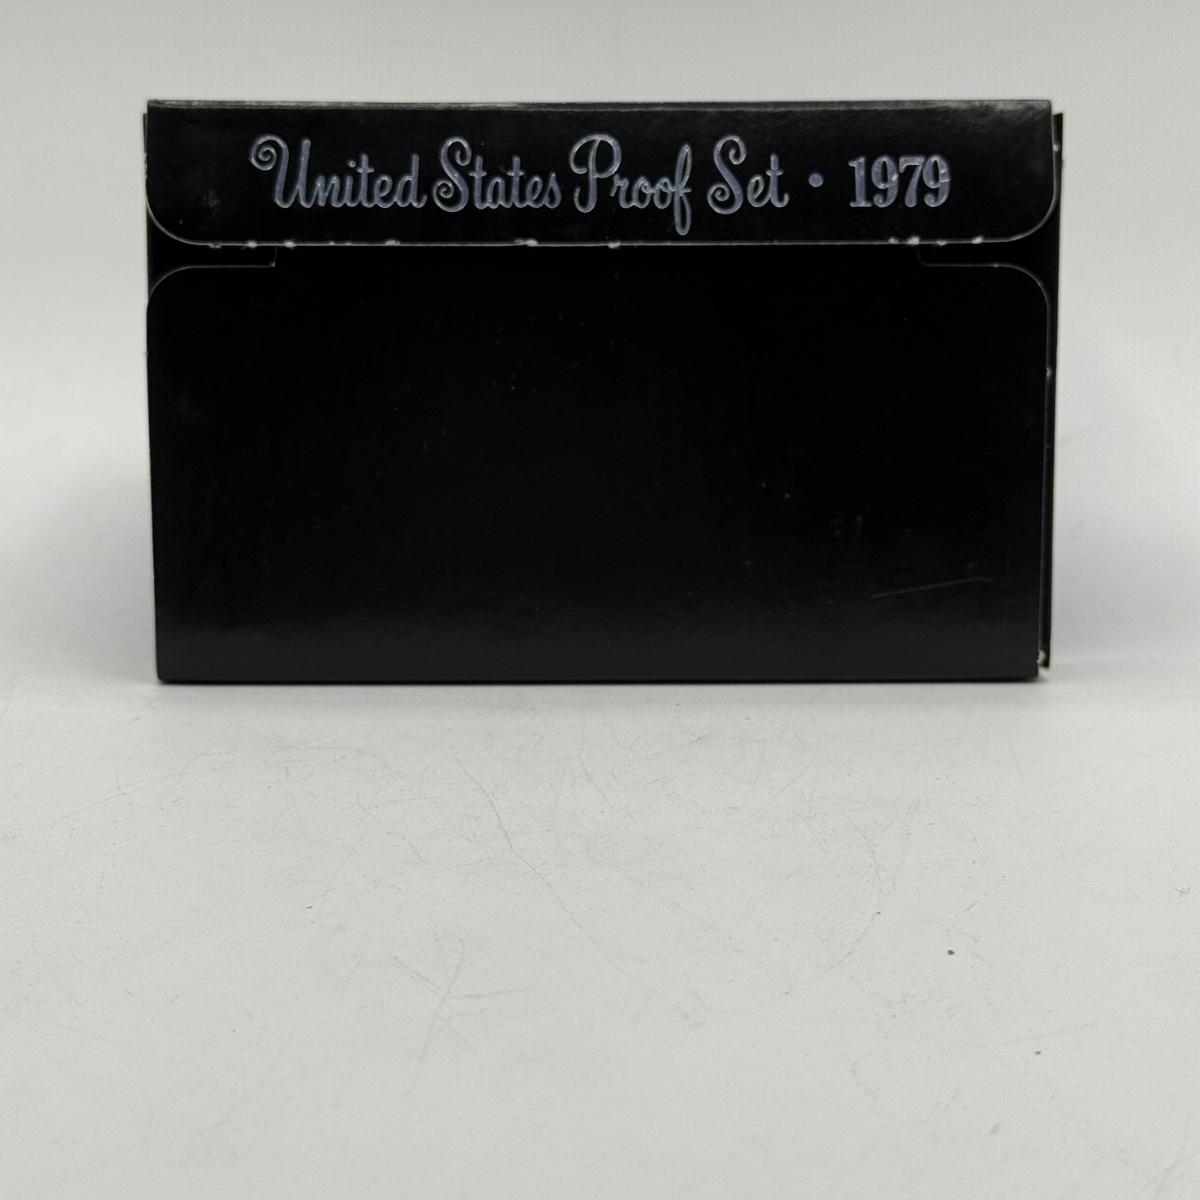 United States Proof Set • 1979